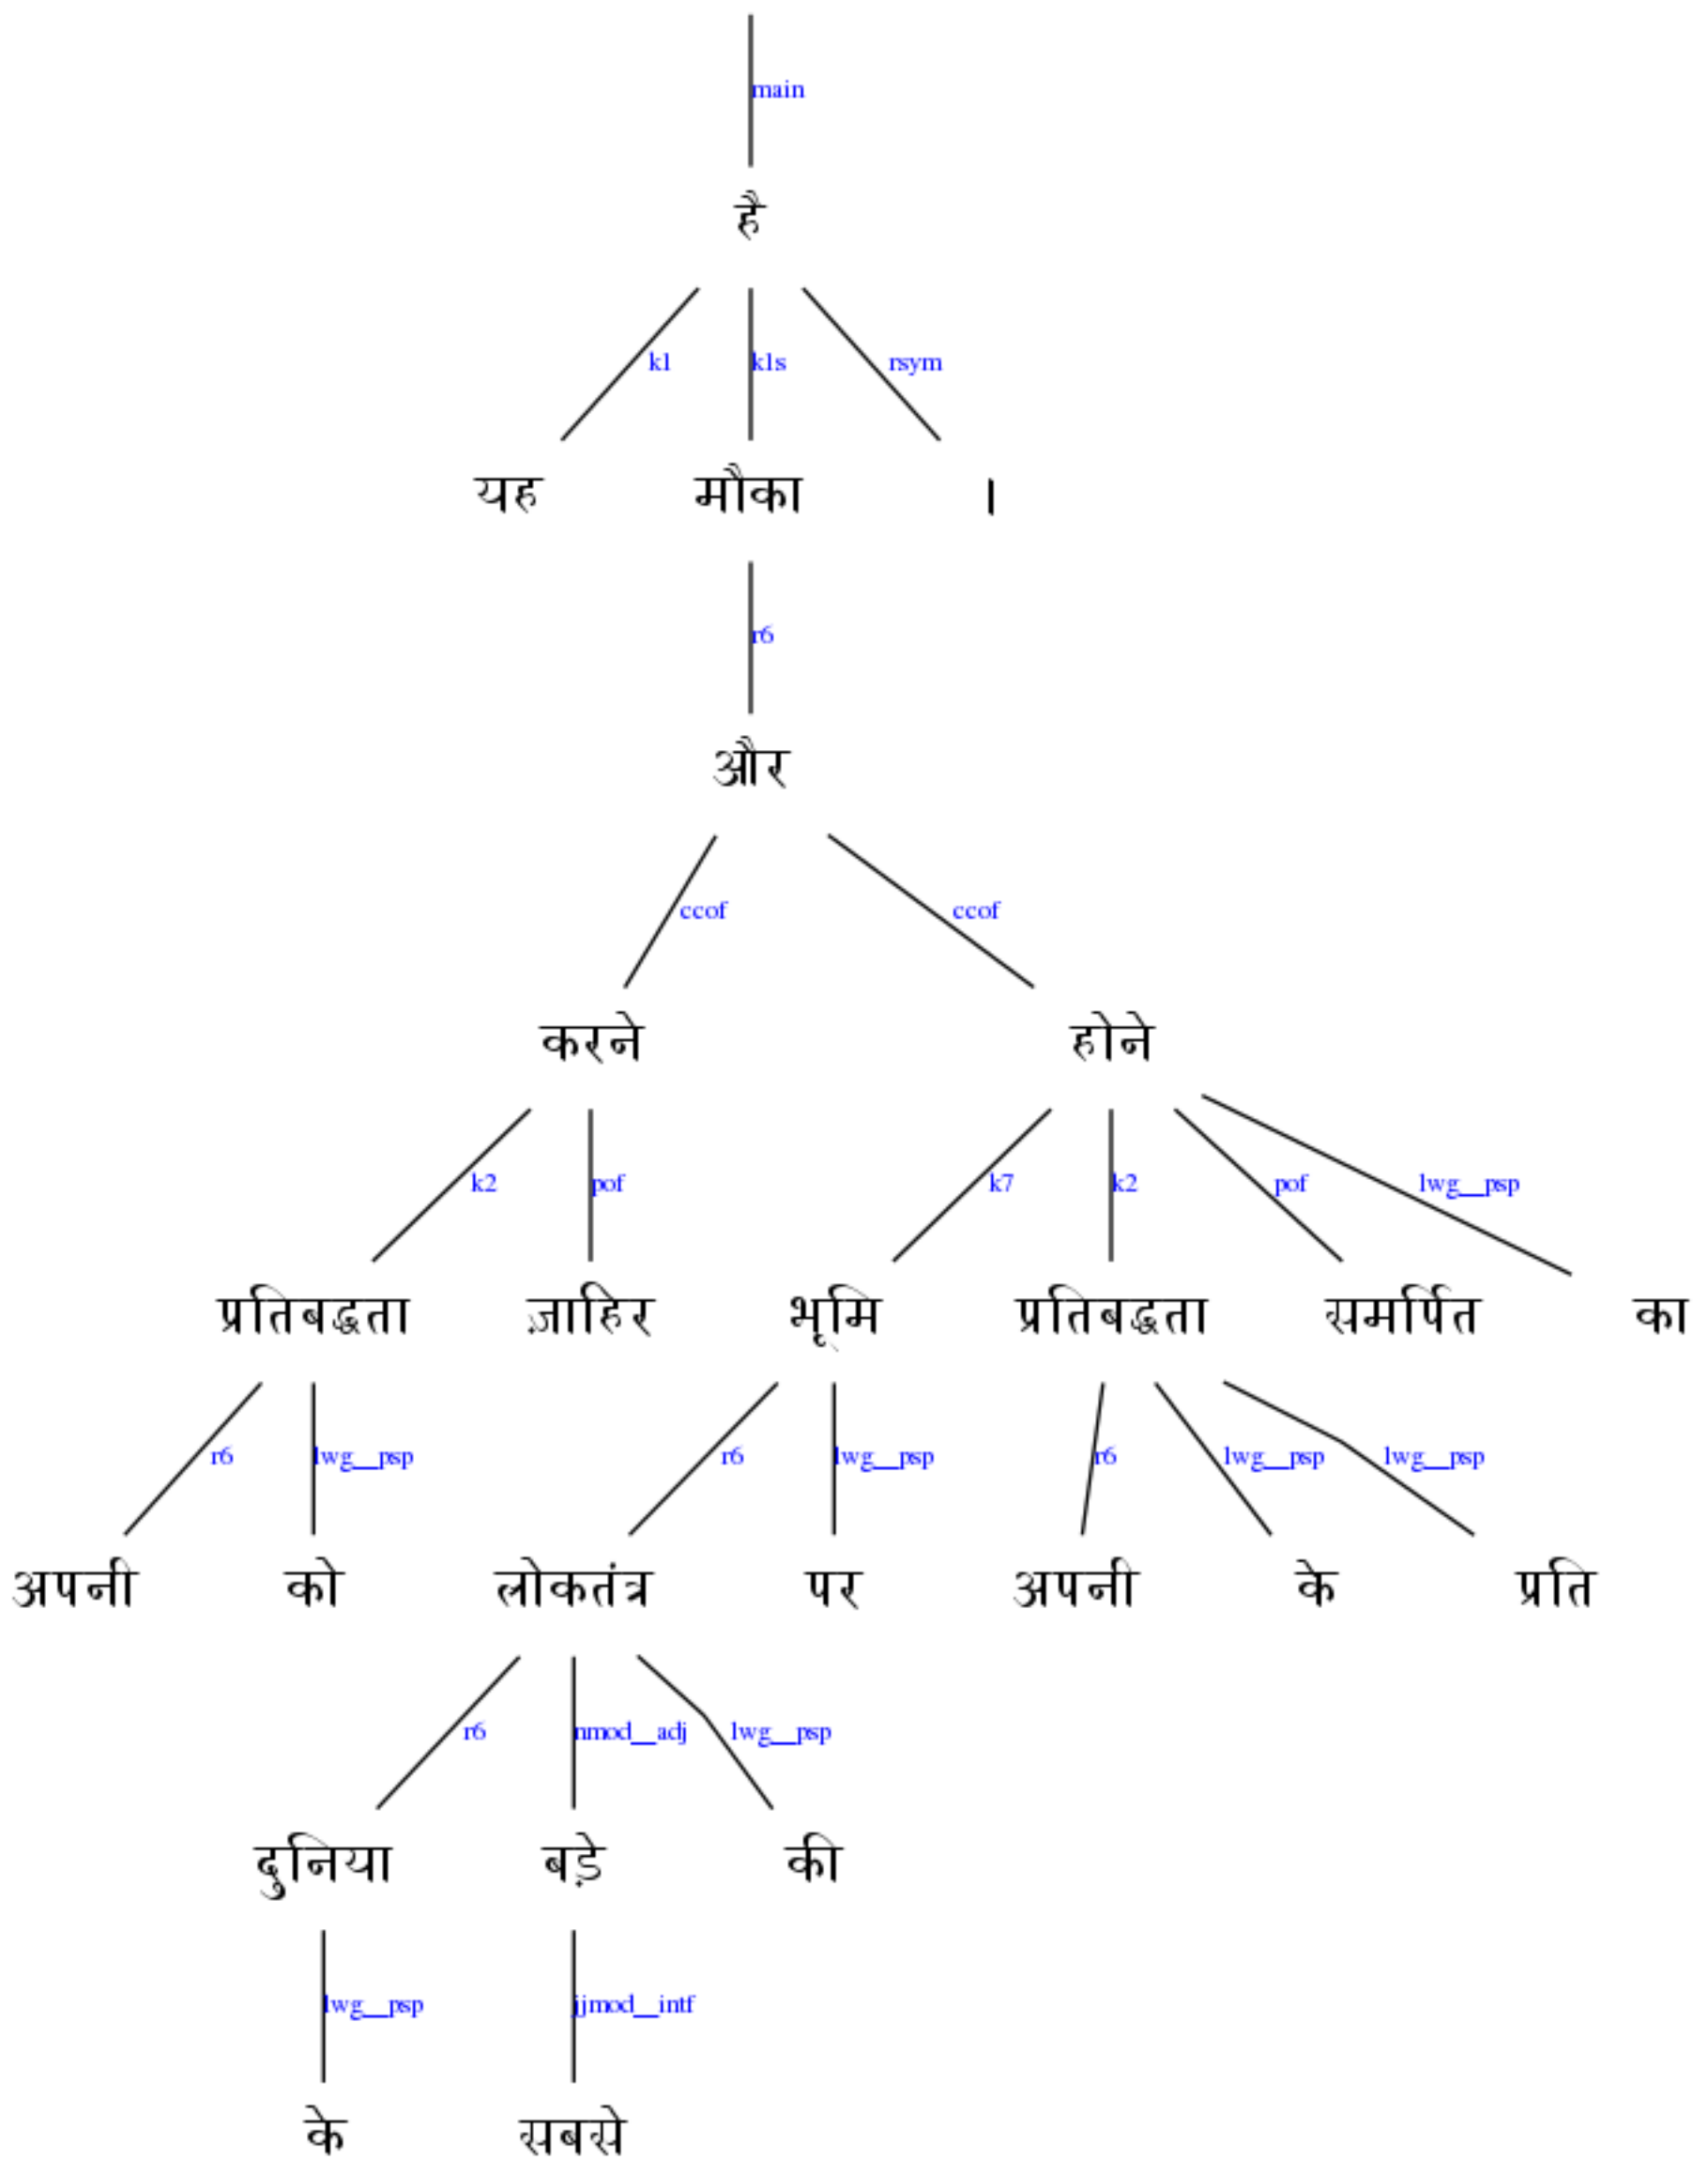 main
है
k1 k1s rsym
यह मौका ।
r6
और
ccof ccof
करने होने
k2 pof k7 k2 pof lwg__psp
प्रतिबद्धता ज़ाहिर भूमि प्रतिबद्धता समर्पित का
r6 lwg__psp r6 lwg__psp r6 lwg__psp lwg__psp
अपनी को लोकतंत्र पर अपनी के प्रति
r6 nmod__adj lwg__psp
दुनिया बड़े की
lwg__psp jjmod__intf
के सबसे